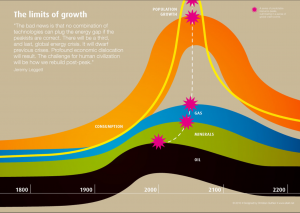 The limits of growth
"The bad news is that no combination of
technologies can plug the energy gap if the
peakists are correct. There will be a third,
and last, global energy crisis. It will dwarf
previous crises. Profound economic dislocation
will result. The challenge for human civilization
will be how we rebuild over years."
Jeremy Leggett
POPULATION
GROWTH
CONSUMPTION
GAS
MINERALS
OIL
1800
1900
2000
2100
2200